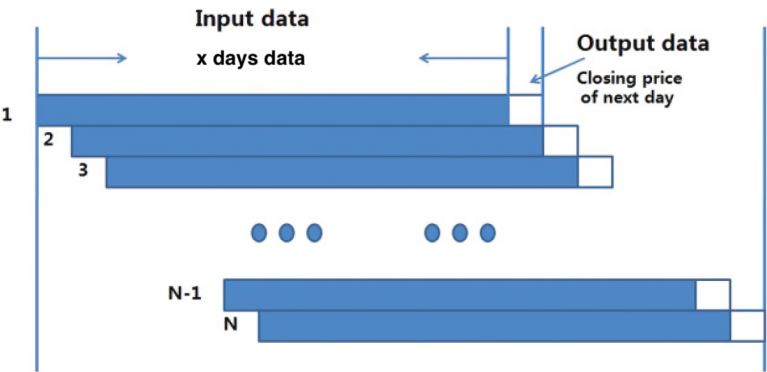 Input data
x days data
Output data
Closing price
of next day
1
2
3
N-1
N